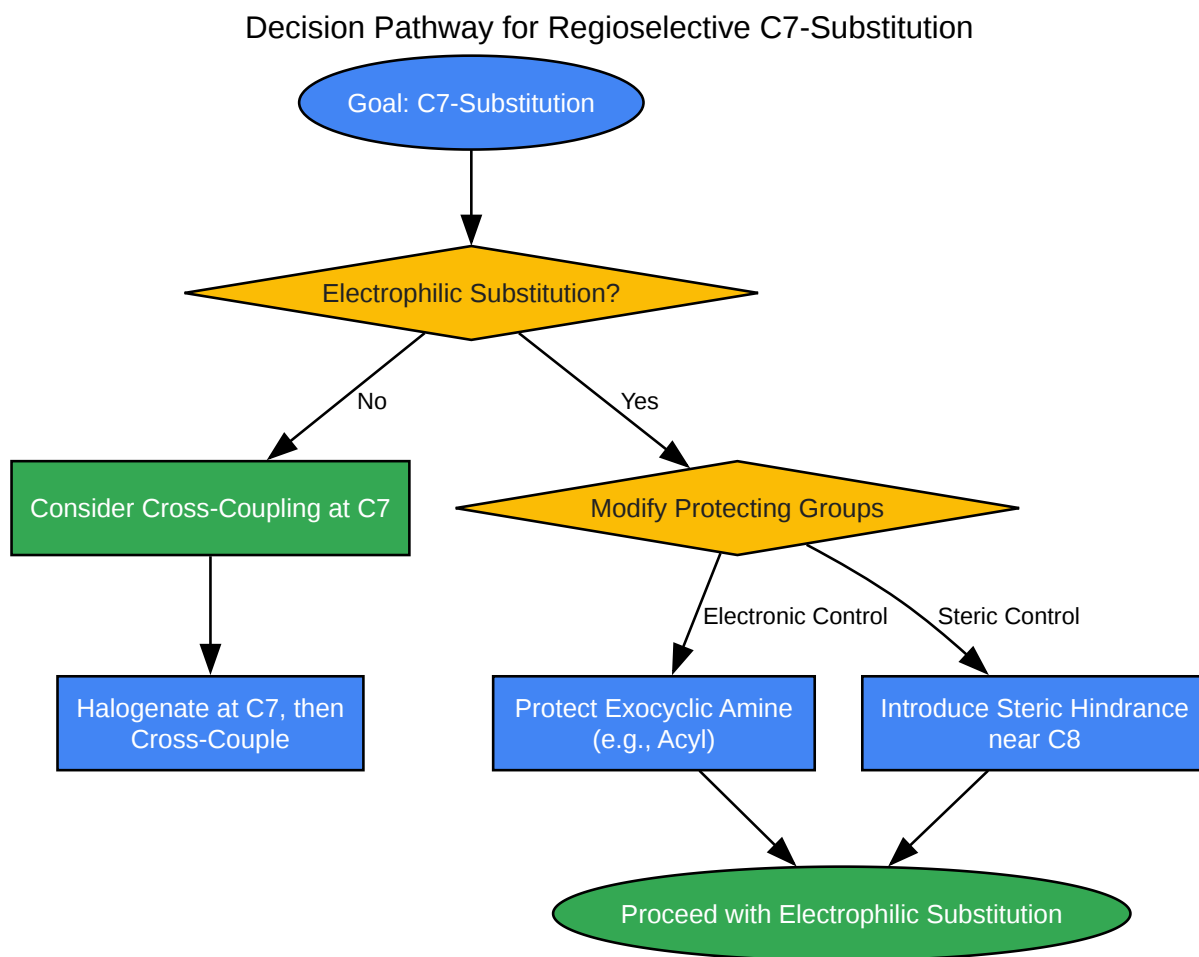 Decision Pathway for Regioselective C7-Substitution
Goal: C7-Substitution
Electrophilic Substitution?
No
Yes
Consider Cross-Coupling at C7
Modify Protecting Groups
Electronic Control
Steric Control
Halogenate at C7, then
Cross-Couple
Protect Exocyclic Amine
(e.g., Acyl)
Introduce Steric Hindrance
near C8
Proceed with Electrophilic Substitution